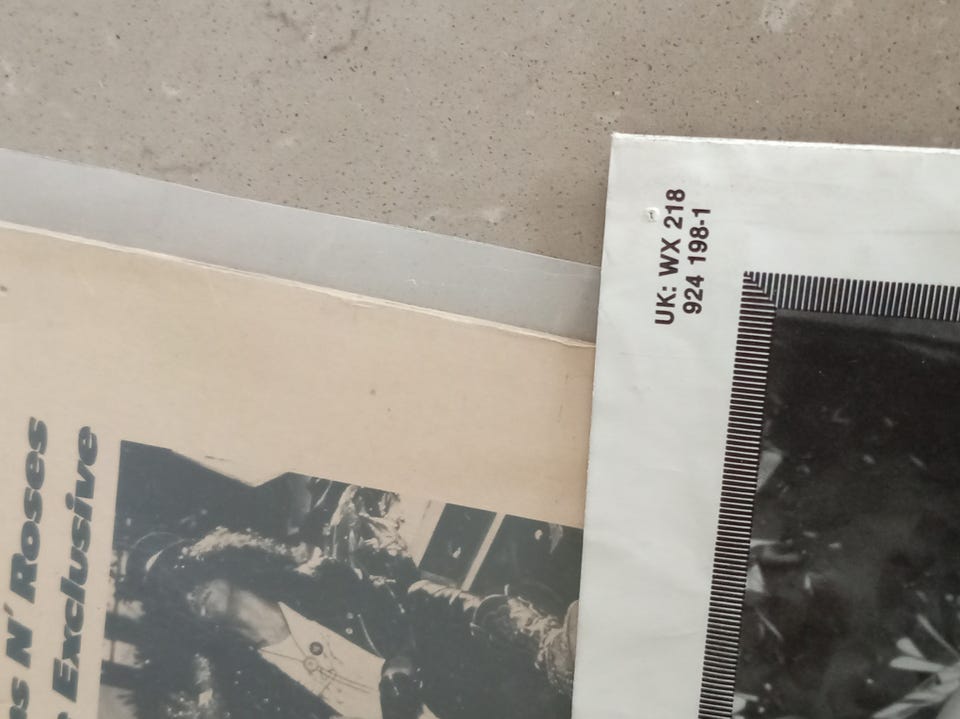 UK: WX 218
924 198-1
N' Roses
Exclusive